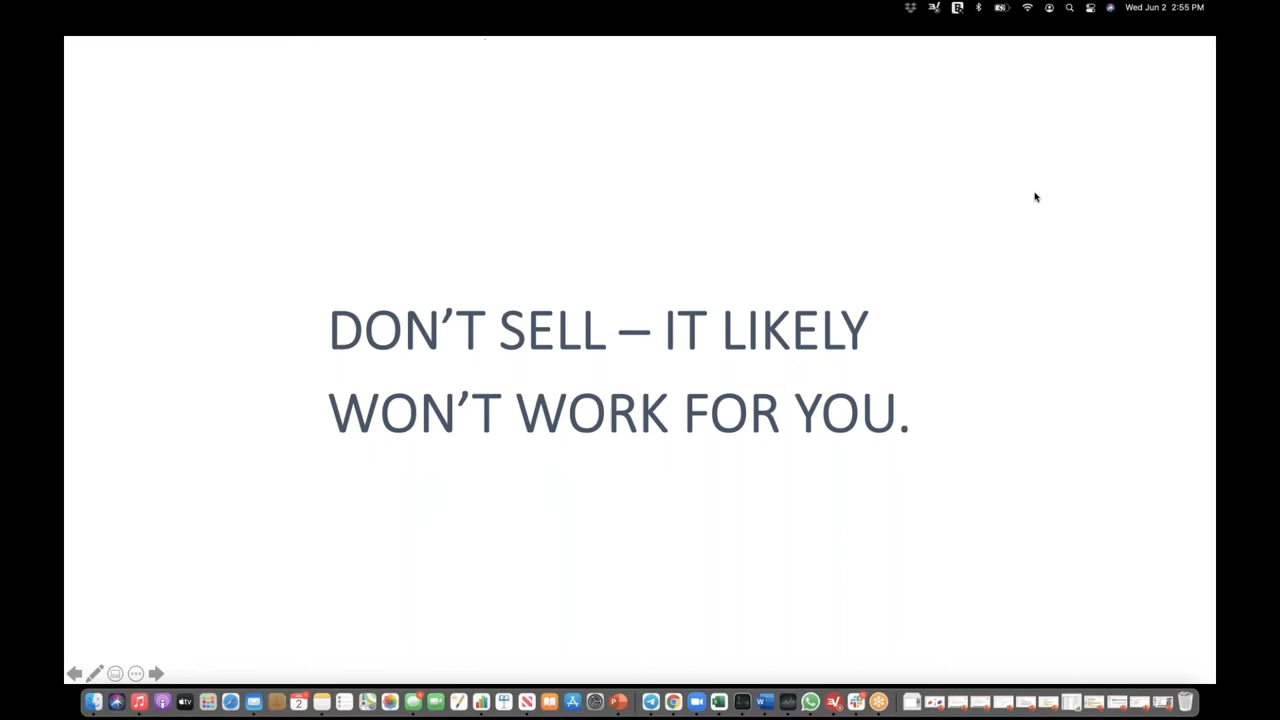 Wed Jun 2 2:55 PM
DON’T SELL – IT LIKELY
WON’T WORK FOR YOU.